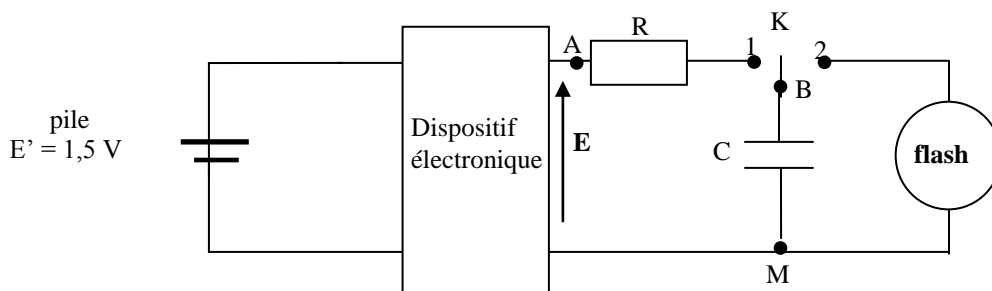 K
R
A
1
2
B
pile
E’ = 1,5 V
Dispositif
électronique
E
C
flash
M